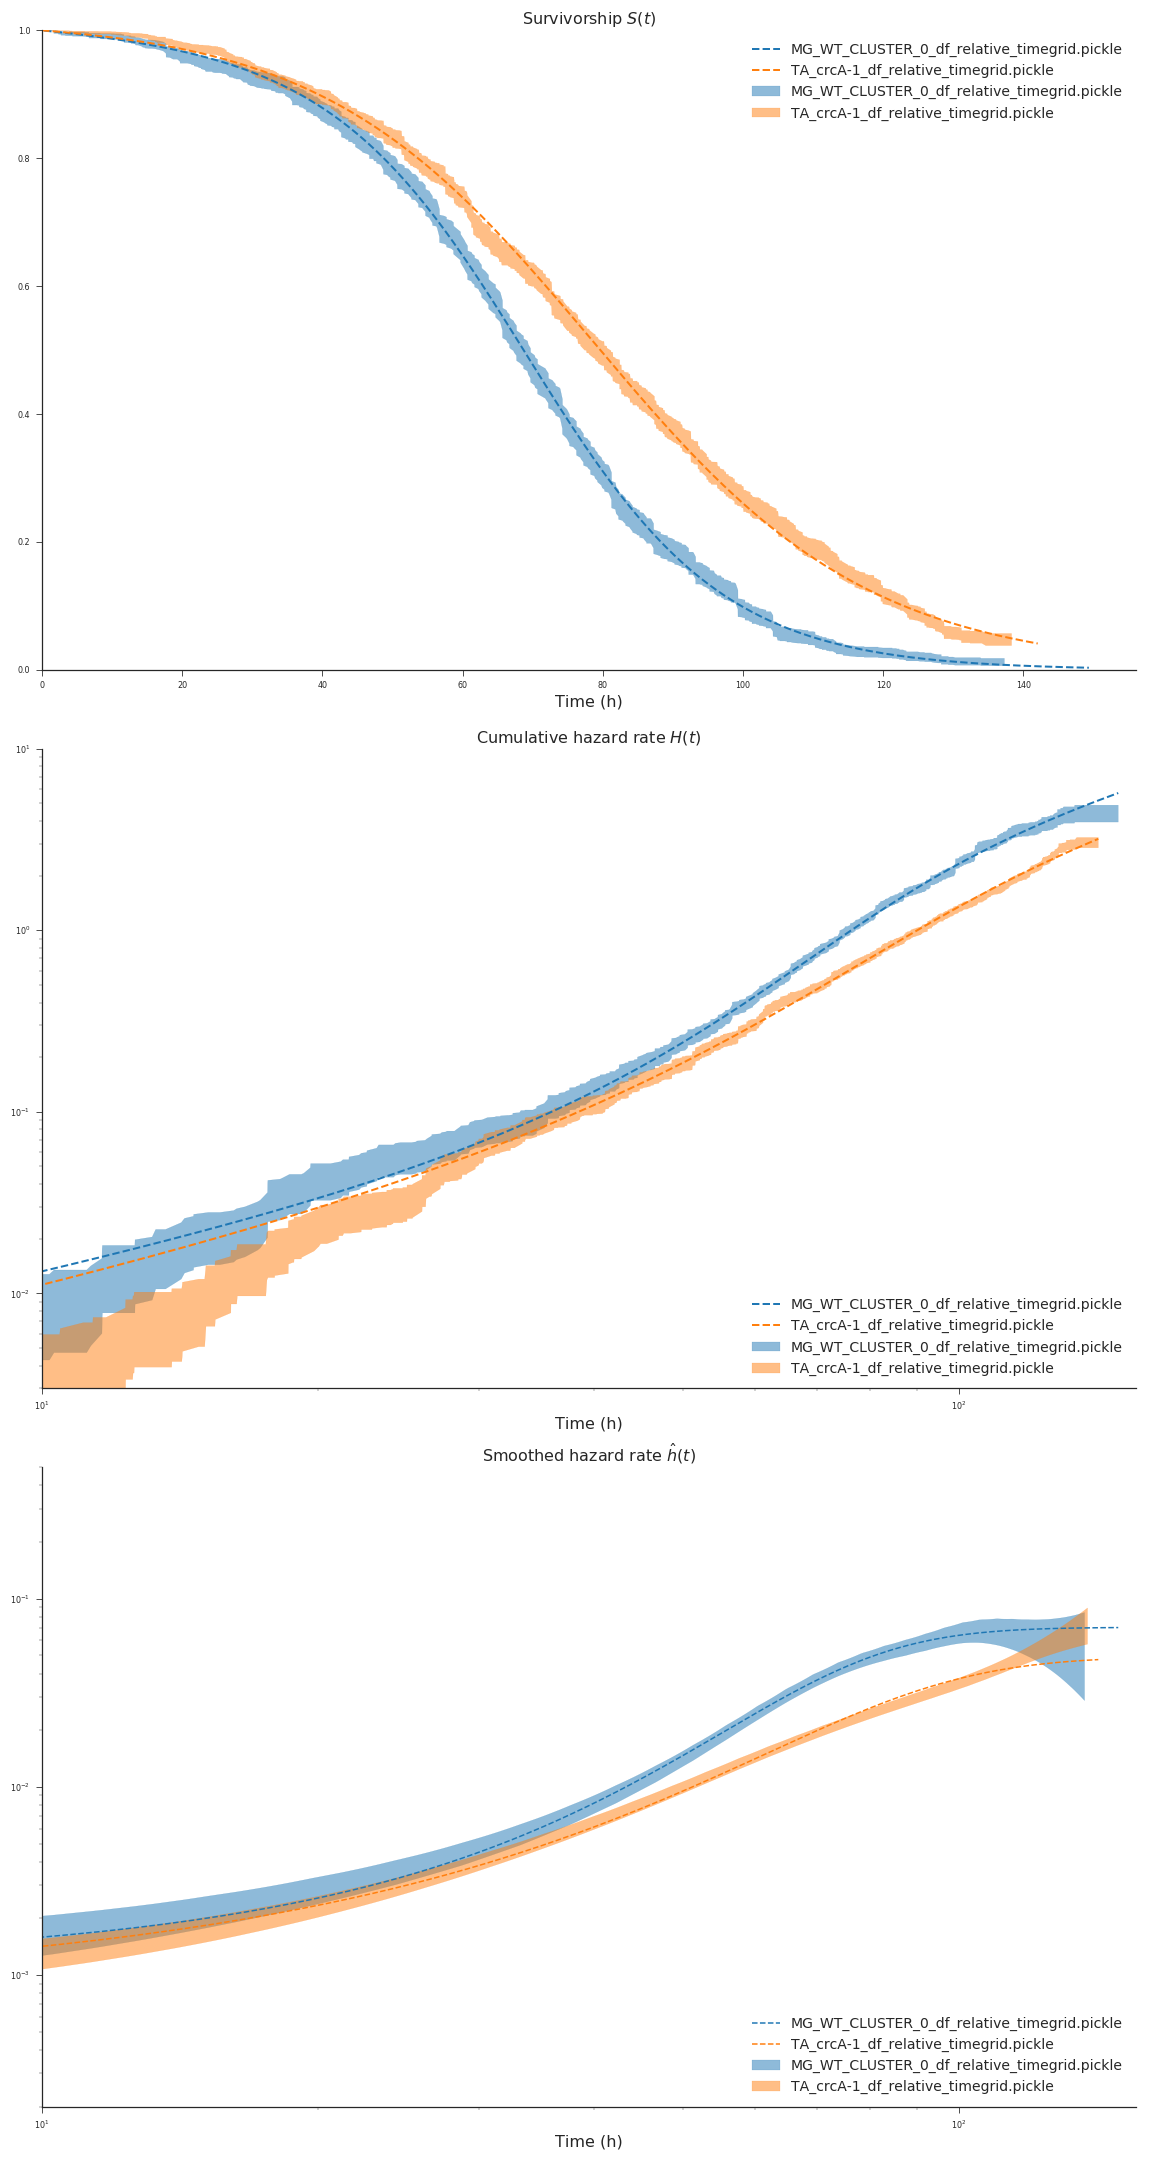 Survivorship S(t)
1.0
0.8
0.6
0.4
0.2
0.0
MG_WT_CLUSTER_0_df_relative_timegrid.pickle
TA_crcA-1_df_relative_timegrid.pickle
MG_WT_CLUSTER_0_df_relative_timegrid.pickle
TA_crcA-1_df_relative_timegrid.pickle
0 20 40 60 80 100 120 140
Time (h)
Cumulative hazard rate H(t)
10¹
10⁰
10⁻¹
10⁻²
MG_WT_CLUSTER_0_df_relative_timegrid.pickle
TA_crcA-1_df_relative_timegrid.pickle
MG_WT_CLUSTER_0_df_relative_timegrid.pickle
TA_crcA-1_df_relative_timegrid.pickle
10¹ 10²
Time (h)
Smoothed hazard rate ĥ(t)
10⁻¹
10⁻²
10⁻³
MG_WT_CLUSTER_0_df_relative_timegrid.pickle
TA_crcA-1_df_relative_timegrid.pickle
MG_WT_CLUSTER_0_df_relative_timegrid.pickle
TA_crcA-1_df_relative_timegrid.pickle
10¹ 10²
Time (h)